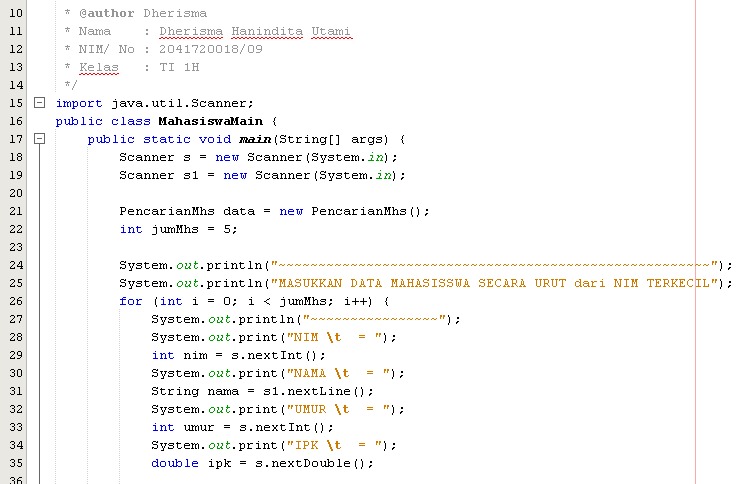 10 * @author Dherisma
11 * Nama    : Dherisma Hanindita Utami
12 * NIM/ No : 2041720018/09
13 * Kelas   : TI 1H
14 */
15 import java.util.Scanner;
16 public class MahasiswaMain {
17     public static void main(String[] args) {
18         Scanner s = new Scanner(System.in);
19         Scanner s1 = new Scanner(System.in);
20
21         PencarianMhs data = new PencarianMhs();
22         int jumMhs = 5;
23
24         System.out.println("~~~~~~~~~~~~~~~~~~~~~~~~~~~~~~~~~~~~~~~~~~~~~~~~~~~~~~");
25         System.out.println("MASUKKAN DATA MAHASISSWA SECARA URUT dari NIM TERKECIL");
26         for (int i = 0; i < jumMhs; i++) {
27             System.out.println("~~~~~~~~~~~~~~~~");
28             System.out.print("NIM \t  = ");
29             int nim = s.nextInt();
30             System.out.print("NAMA \t  = ");
31             String nama = s1.nextLine();
32             System.out.print("UMUR \t  = ");
33             int umur = s.nextInt();
34             System.out.print("IPK \t  = ");
35             double ipk = s.nextDouble();
36